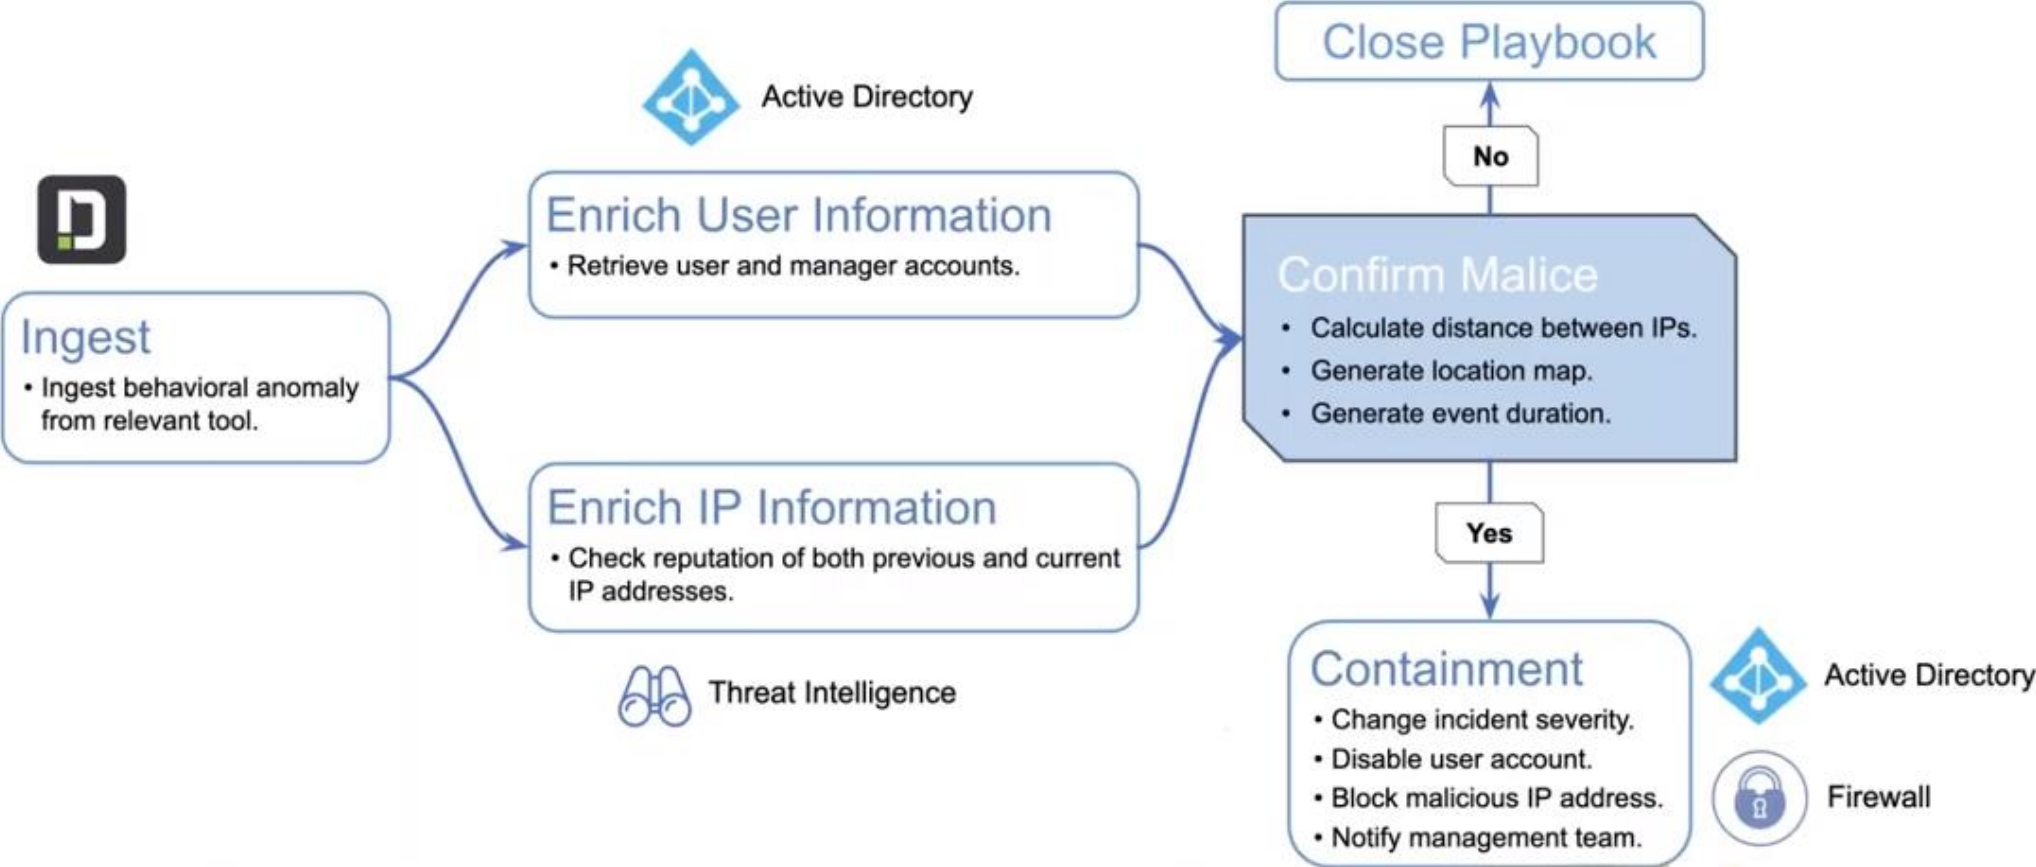 Close Playbook
Active Directory
No
Enrich User Information
• Retrieve user and manager accounts.
Ingest
• Ingest behavioral anomaly
from relevant tool.
Confirm Malice
• Calculate distance between IPs.
• Generate location map.
• Generate event duration.
Enrich IP Information
• Check reputation of both previous and current
IP addresses.
Threat Intelligence
Yes
Containment
• Change incident severity.
• Disable user account.
• Block malicious IP address.
• Notify management team.
Active Directory
Firewall